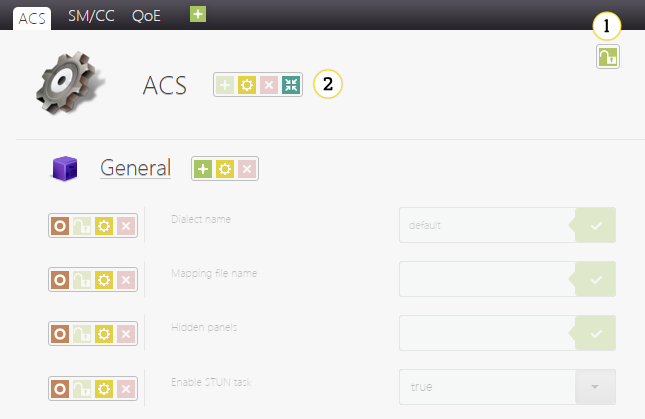 ACS SM/CC QoE
1
ACS 2
General
Dialect name default
Mapping file name
Hidden panels
Enable STUN task true